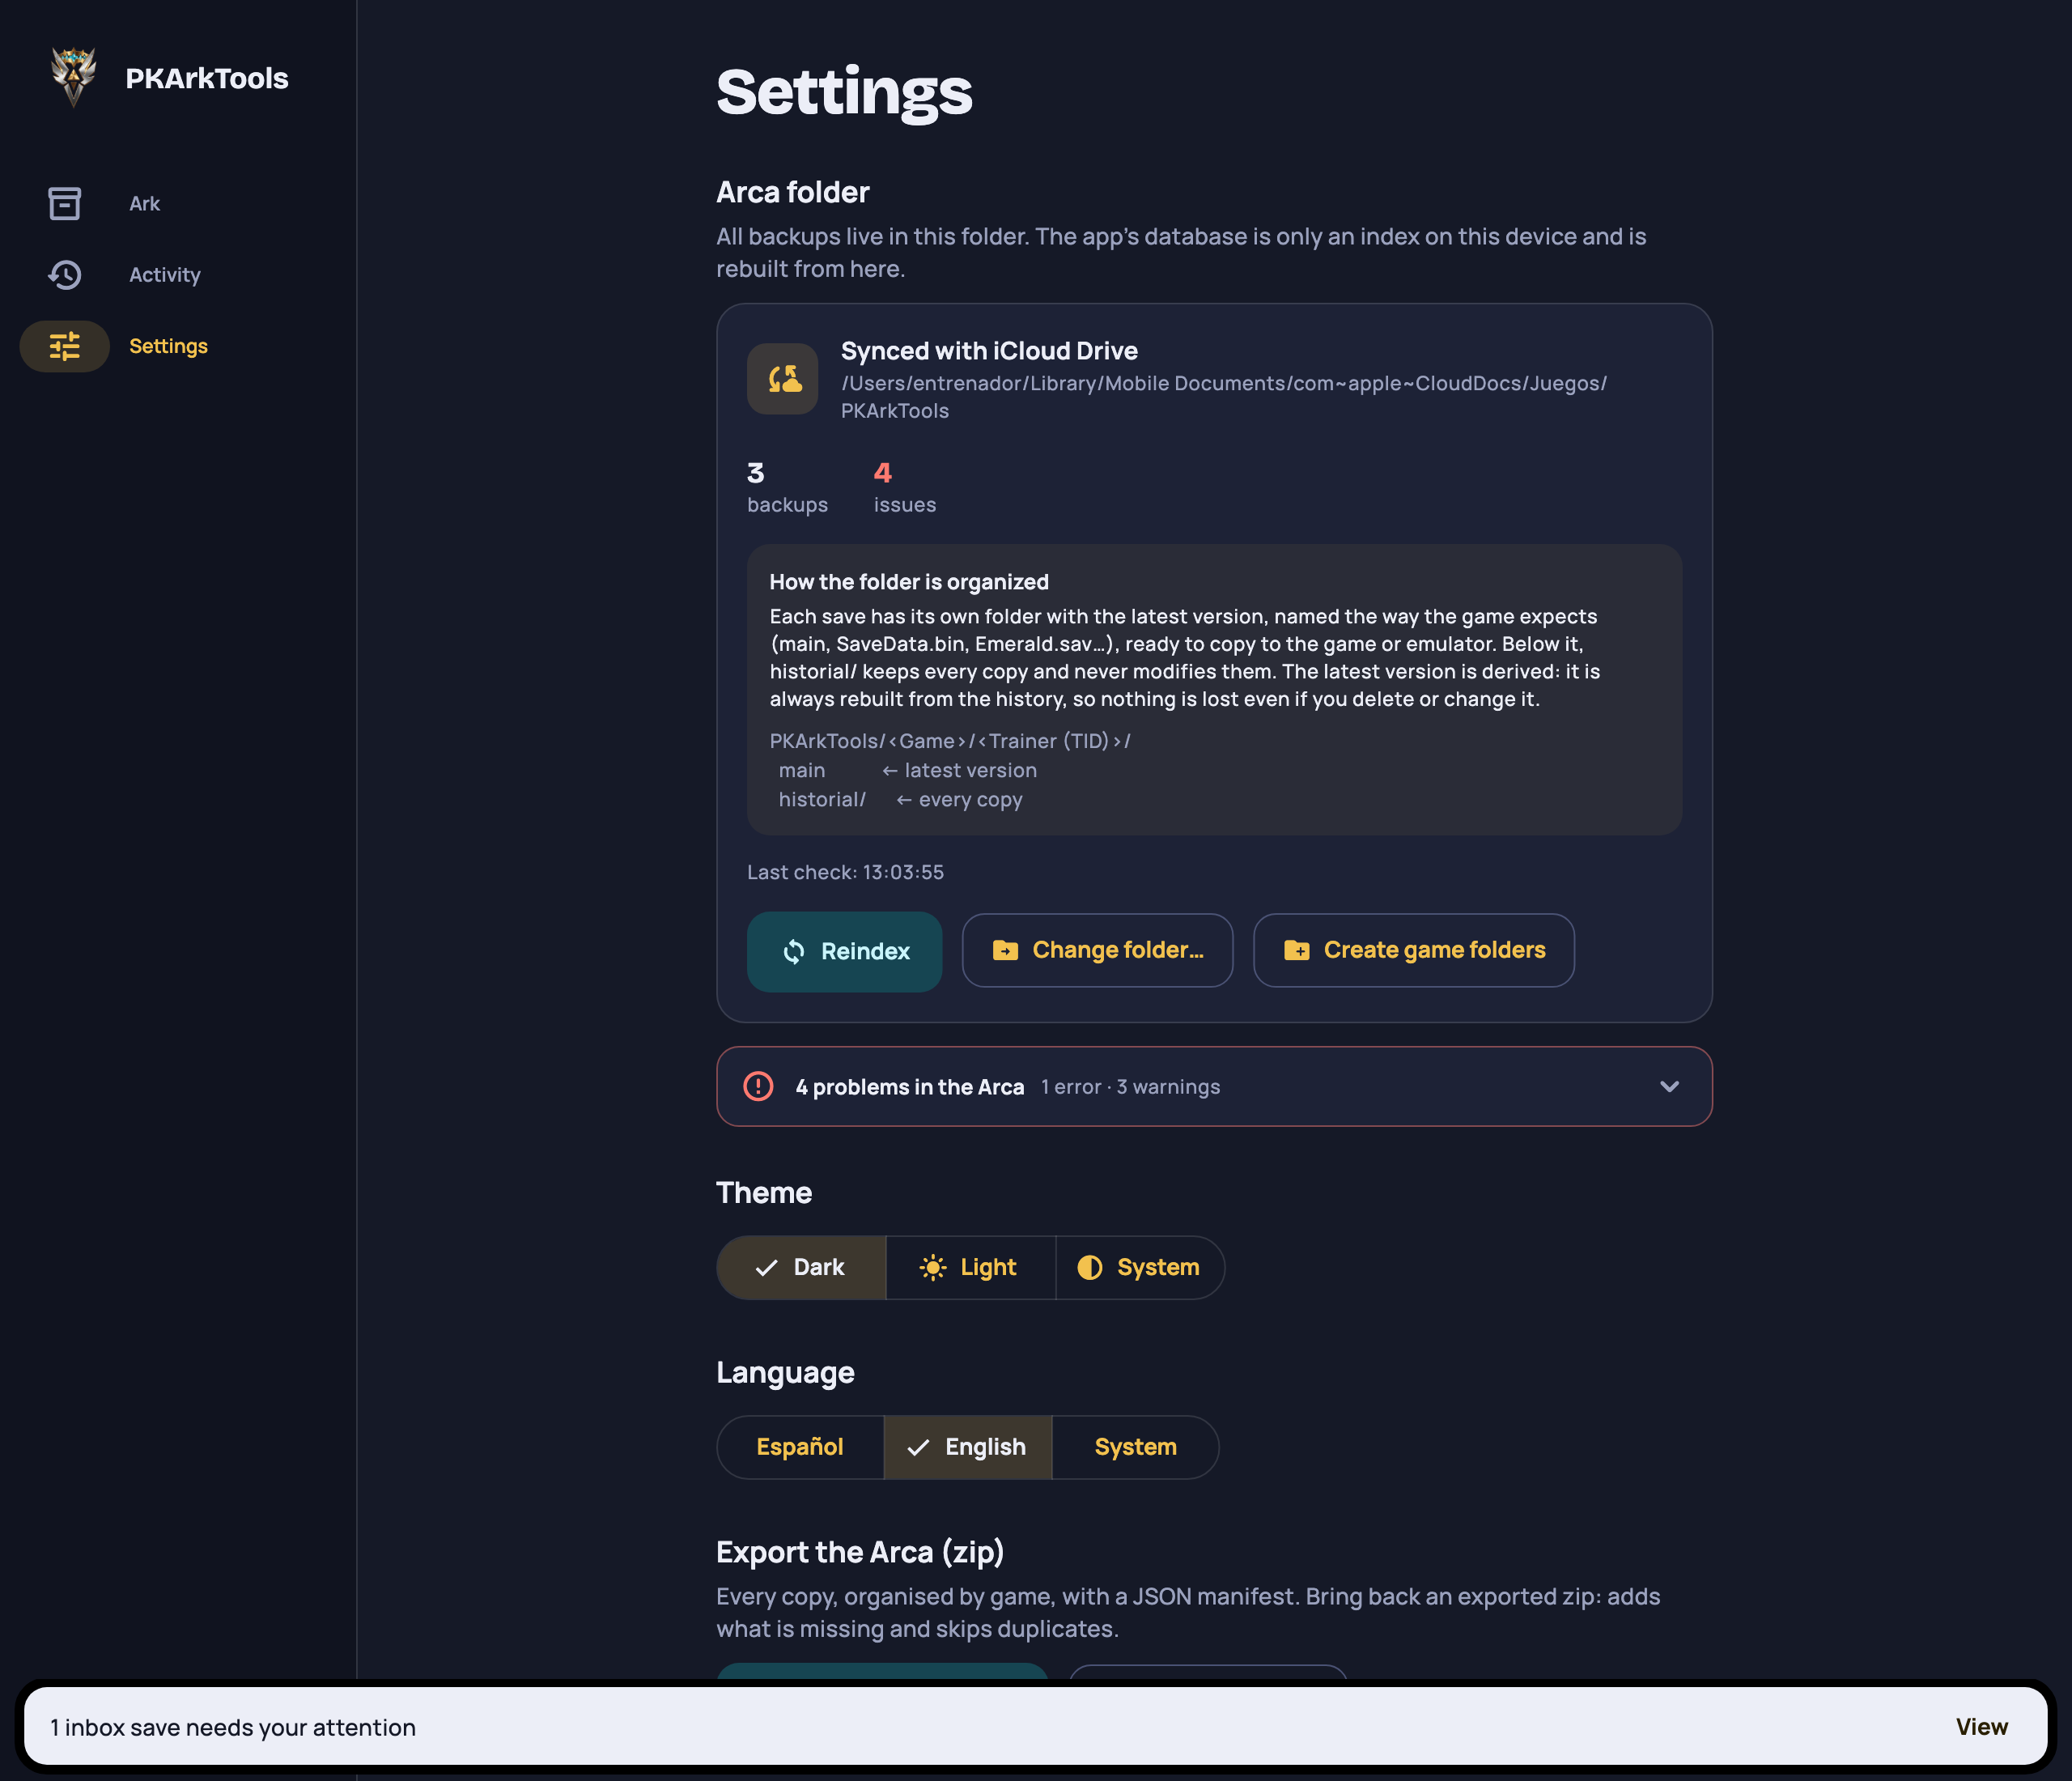 PKArkTools
Ark
Activity
Settings
Settings
Arca folder
All backups live in this folder. The app's database is only an index on this device and is
rebuilt from here.
Synced with iCloud Drive
/Users/entrenador/Library/Mobile Documents/com~apple~CloudDocs/Juegos/
PKArkTools
3
backups
4
issues
How the folder is organized
Each save has its own folder with the latest version, named the way the game expects
(main, SaveData.bin, Emerald.sav…), ready to copy to the game or emulator. Below it,
historial/ keeps every copy and never modifies them. The latest version is derived: it is
always rebuilt from the history, so nothing is lost even if you delete or change it.
PKArkTools/<Game>/<Trainer (TID)>/
main ← latest version
historial/ ← every copy
Last check: 13:03:55
Reindex
Change folder…
Create game folders
4 problems in the Arca 1 error · 3 warnings
Theme
Dark
Light
System
Language
Español
English
System
Export the Arca (zip)
Every copy, organised by game, with a JSON manifest. Bring back an exported zip: adds
what is missing and skips duplicates.
1 inbox save needs your attention
View